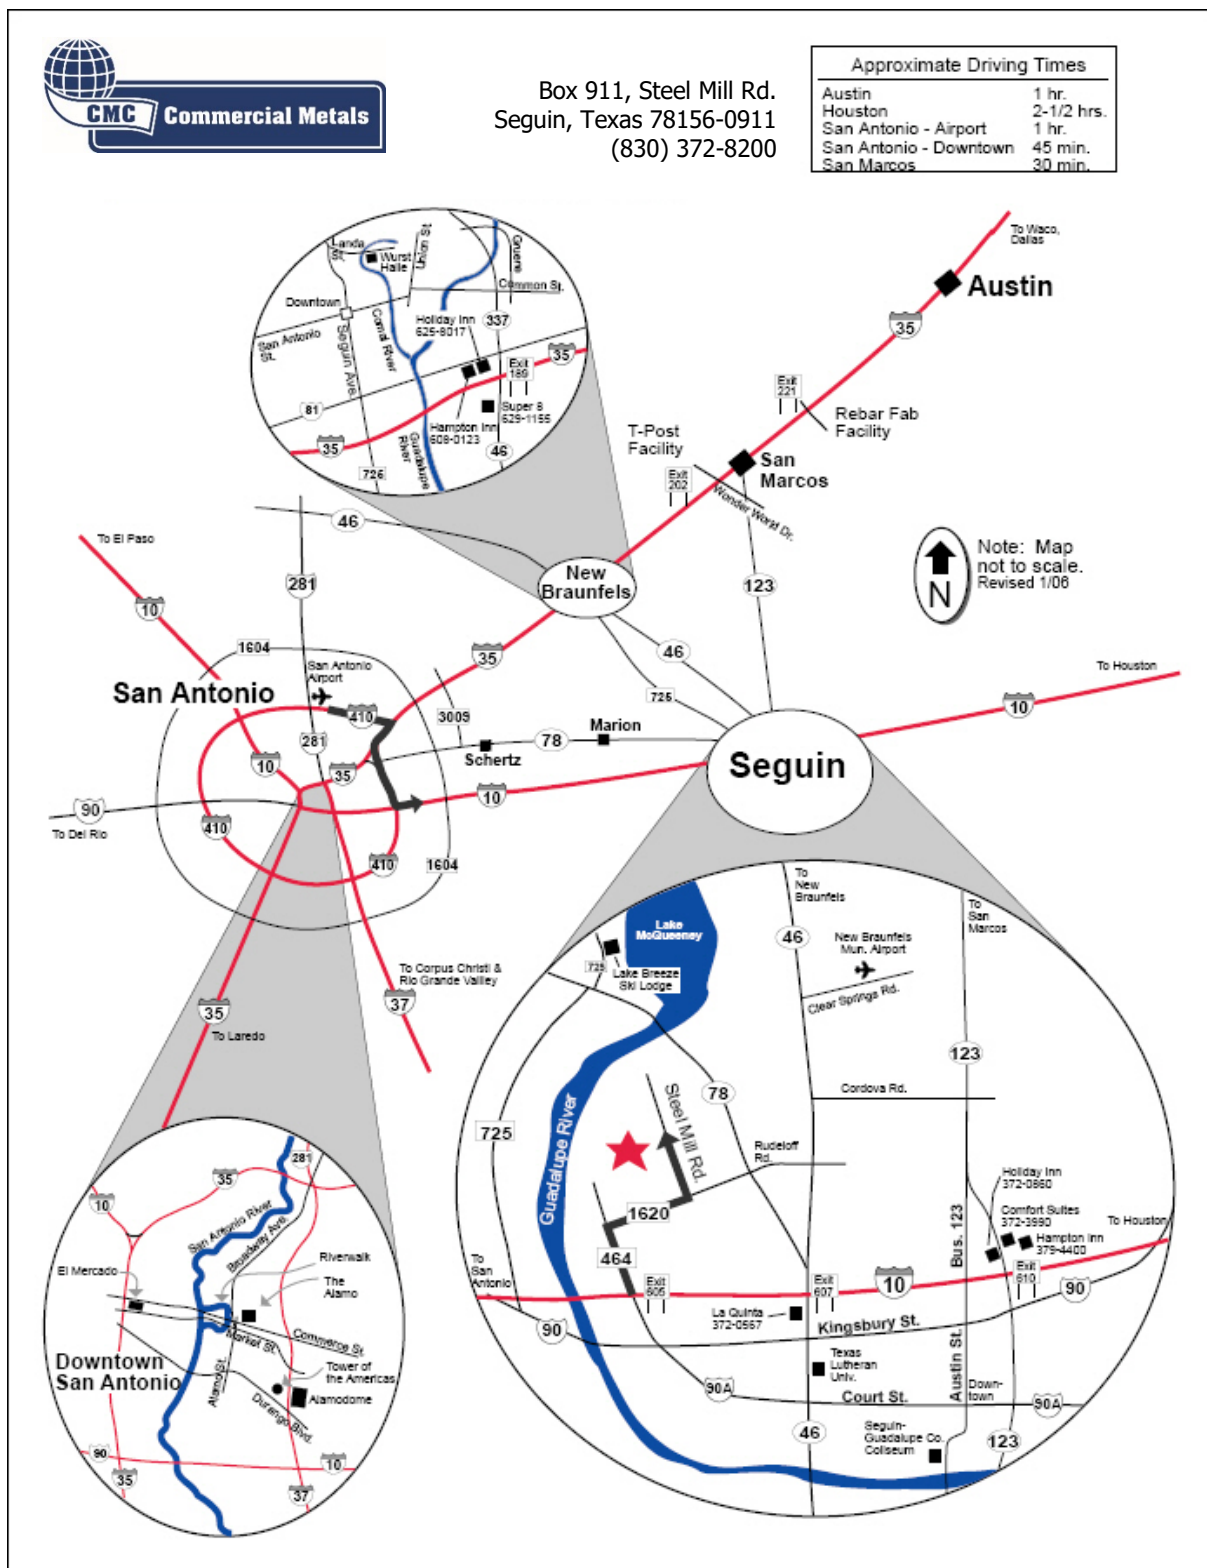 CMC Commercial Metals
Box 911, Steel Mill Rd.
Seguin, Texas 78156-0911
(830) 372-8200
Approximate Driving Times
Austin 1 hr.
Houston 2-1/2 hrs.
San Antonio - Airport 1 hr.
San Antonio - Downtown 45 min.
San Marcos 30 min.
Landa
St.
Wurst
Halle
Union St.
Gruene
Common St.
Downtown
Holiday Inn
625-8017
337
San Antonio
St.
Seguin Ave.
Comal River
Exit
189
35
81
Super 8
629-1155
Hampton Inn
608-0123
35
Guadalupe
River
46
725
To Waco,
Dallas
Austin
35
Exit
221
Rebar Fab
Facility
T-Post
Facility
San
Marcos
Exit
202
Wonder World Dr.
46
To El Paso
281
New
Braunfels
123
N
Note: Map
not to scale.
Revised 1/06
10
1604
San Antonio
Airport
35
46
725
To Houston
10
San Antonio
410
3009
Marion
78
Schertz
281
10
35
Seguin
10
90
To Del Rio
410
410
1604
To Corpus Christi &
Rio Grande Valley
37
35
To Laredo
To
New
Braunfels
To
San
Marcos
Lake
McQueeney
46
New Braunfels
Mun. Airport
725
Lake Breeze
Ski Lodge
Clear Springs Rd.
123
Cordova Rd.
78
Steel Mill Rd.
Guadalupe River
725
Rudeloff
Rd.
Holiday Inn
372-0860
Comfort Suites
372-3990
Hampton Inn
379-4400
To Houston
1620
Bus. 123
464
To
San
Antonio
Exit
605
Exit
607
10
Exit
610
90
La Quinta
372-0567
Kingsbury St.
90
Texas
Lutheran
Univ.
Austin St.
90A
Court St.
Down-
town
90A
46
Seguin-
Guadalupe Co.
Coliseum
123
281
35
10
San Antonio River
Broadway Ave.
Riverwalk
El Mercado
The
Alamo
Commerce St.
Market St.
Downtown
San Antonio
Alamo St.
Tower of
the Americas
Alamodome
Durango Blvd.
90
10
35
37